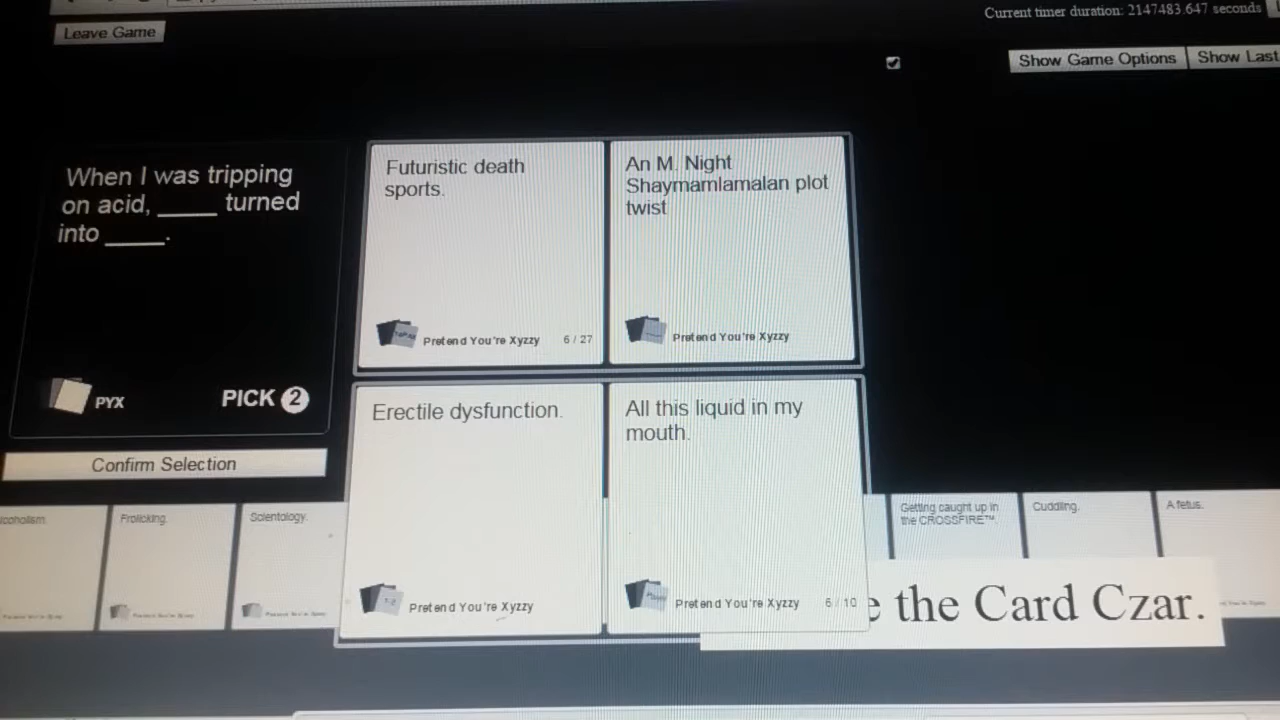 Current timer duration: 2147483.647 seconds
Leave Game
Show Game Options
Show Last
When I was tripping
on acid, _____ turned
into _____.
PYX
PICK 2
Confirm Selection
Futuristic death
sports.
Pretend You're Xyzzy 6 / 27
An M. Night
Shaymamlamalan plot
twist
Pretend You're Xyzzy
Erectile dysfunction.
1.2
Pretend You're Xyzzy
All this liquid in my
mouth.
Pretend You're Xyzzy 6 / 10
lcoholism.
Frolicking.
Scientology.
Getting caught up in
the CROSSFIRE™.
Cuddling.
A fetus.
e the Card Czar.